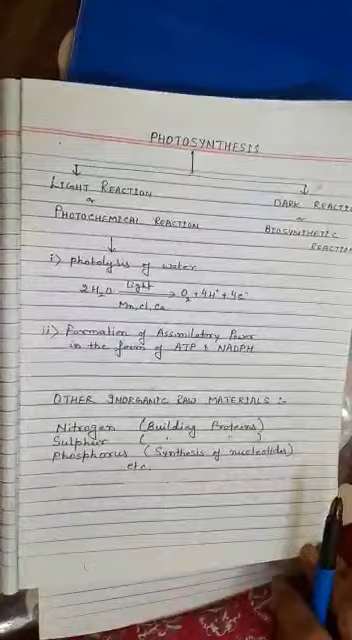 PHOTOSYNTHESIS
LIGHT REACTION
or
PHOTOCHEMICAL REACTION
DARK REACTIO
or
BIOSYNTHETIC
REACTION
i) photolysis of water
2H₂O Light → O₂ + 4H⁺ + 4e⁻
Mn, Cl, Ca
ii) Formation of Assimilatory Power
in the form of ATP & NADPH
OTHER INORGANIC RAW MATERIALS :-
Nitrogen (Building Proteins)
Sulphur ( " " )
Phosphorus (Synthesis of nucleotides)
etc.